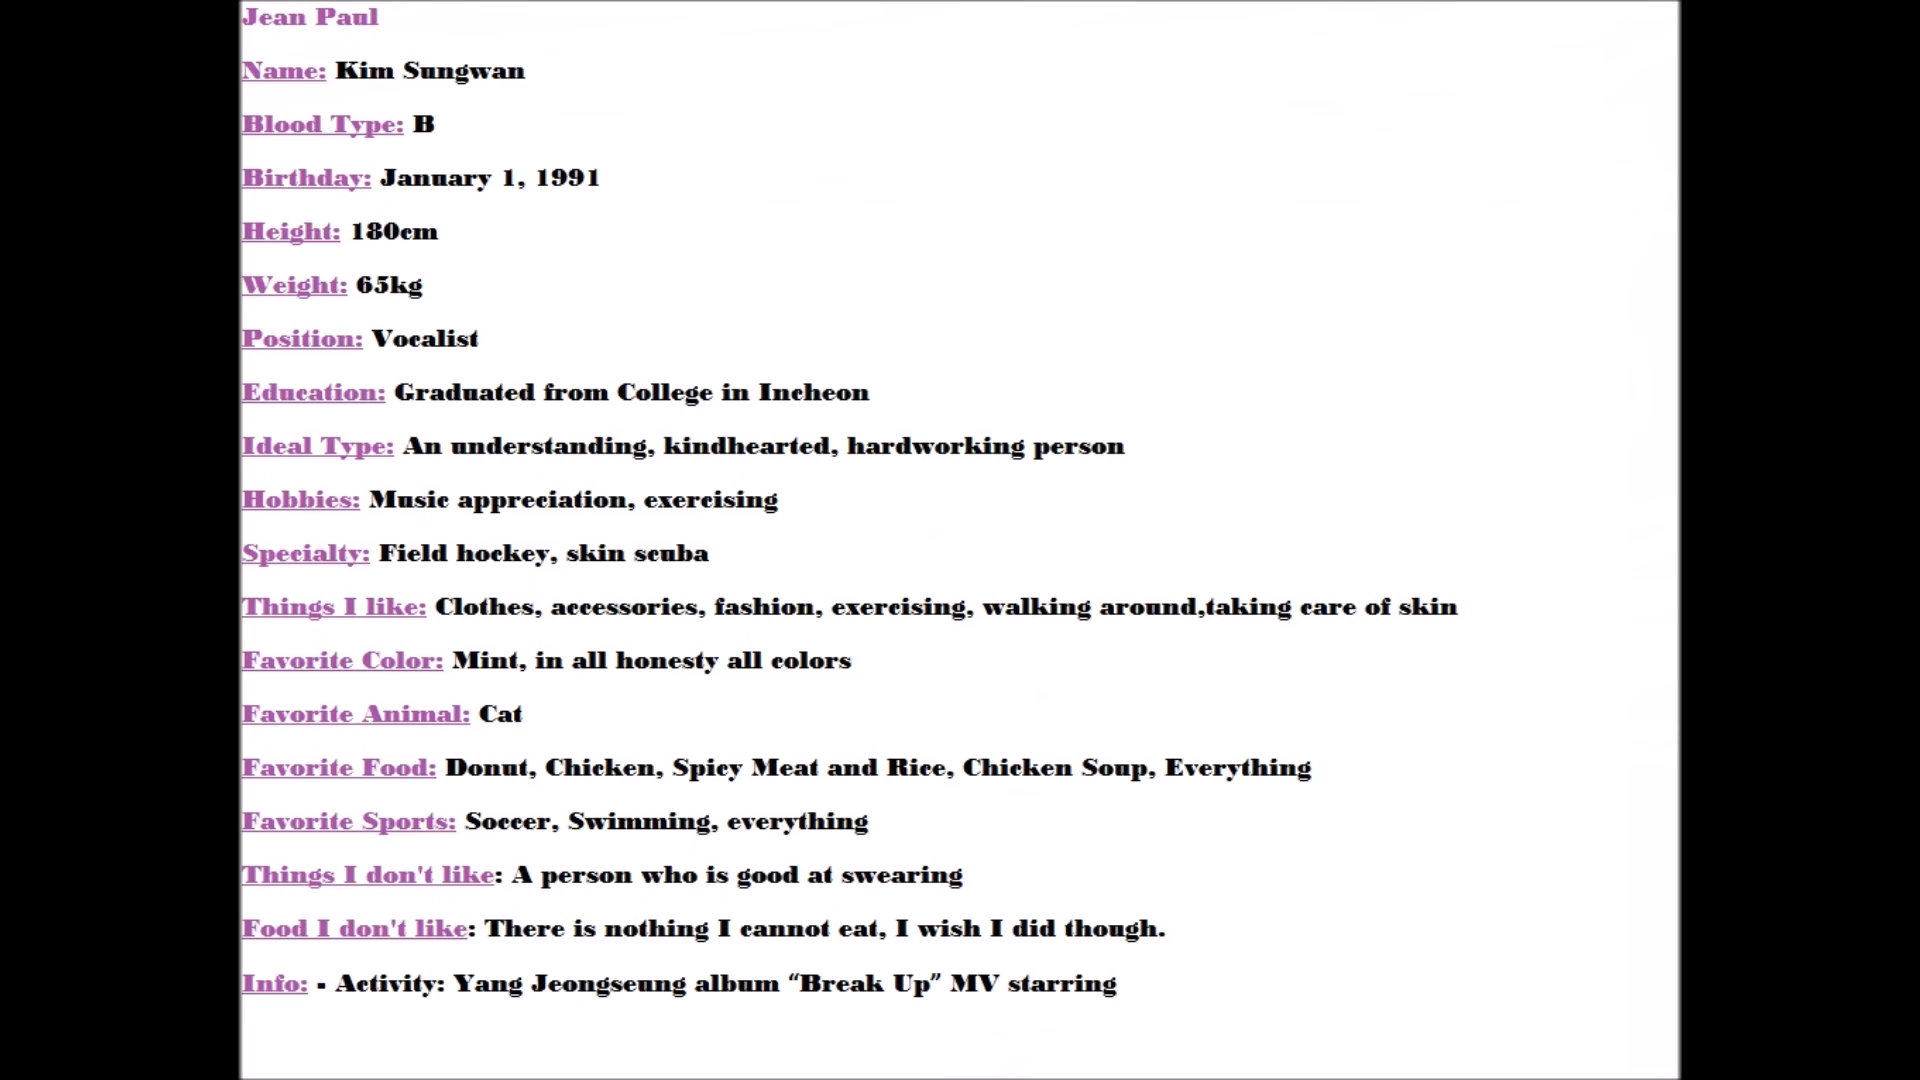 Jean Paul
Name: Kim Sungwan
Blood Type: B
Birthday: January 1, 1991
Height: 180cm
Weight: 65kg
Position: Vocalist
Education: Graduated from College in Incheon
Ideal Type: An understanding, kindhearted, hardworking person
Hobbies: Music appreciation, exercising
Specialty: Field hockey, skin scuba
Things I like: Clothes, accessories, fashion, exercising, walking around,taking care of skin
Favorite Color: Mint, in all honesty all colors
Favorite Animal: Cat
Favorite Food: Donut, Chicken, Spicy Meat and Rice, Chicken Soup, Everything
Favorite Sports: Soccer, Swimming, everything
Things I don't like: A person who is good at swearing
Food I don't like: There is nothing I cannot eat, I wish I did though.
Info: - Activity: Yang Jeongseung album “Break Up” MV starring